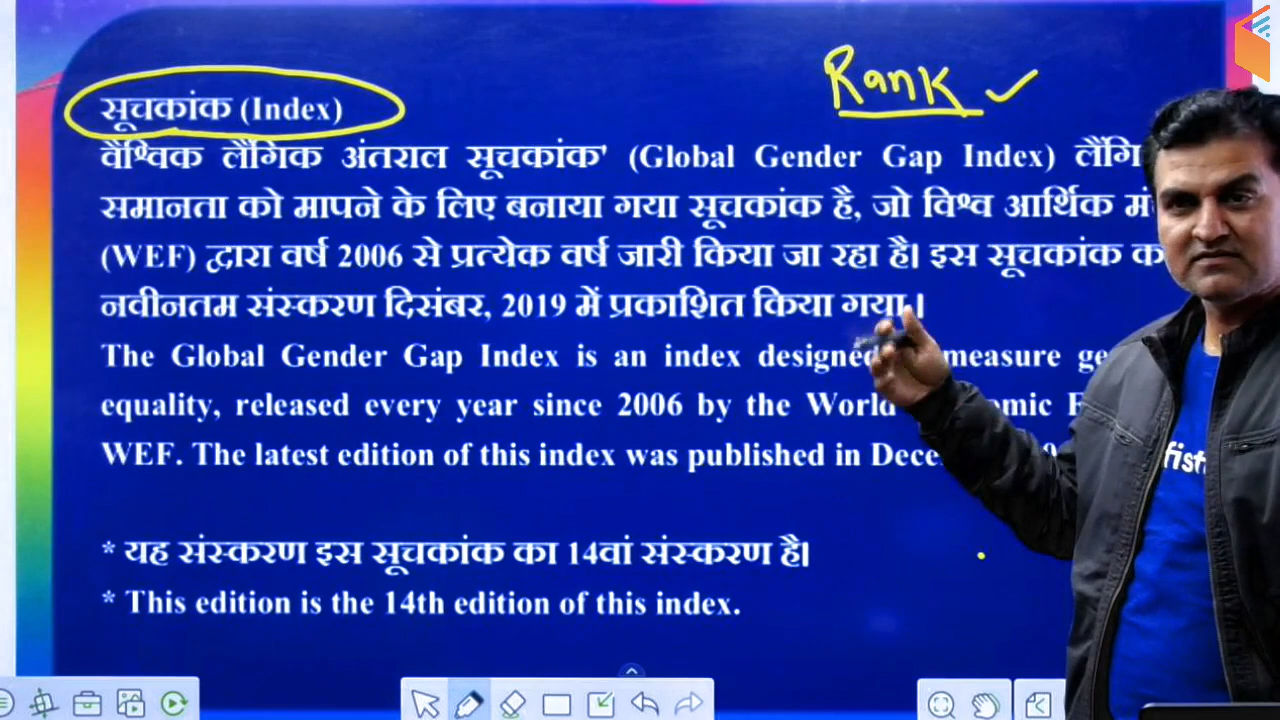 Rank
सूचकांक (Index)
वैश्विक लैंगिक अंतराल सूचकांक' (Global Gender Gap Index) लैंगि
समानता को मापने के लिए बनाया गया सूचकांक है, जो विश्व आर्थिक मं
(WEF) द्वारा वर्ष 2006 से प्रत्येक वर्ष जारी किया जा रहा है। इस सूचकांक का
नवीनतम संस्करण दिसंबर, 2019 में प्रकाशित किया गया।
The Global Gender Gap Index is an index designed measure ge
equality, released every year since 2006 by the World omic F
WEF. The latest edition of this index was published in Dece
* यह संस्करण इस सूचकांक का 14वां संस्करण है।
* This edition is the 14th edition of this index.